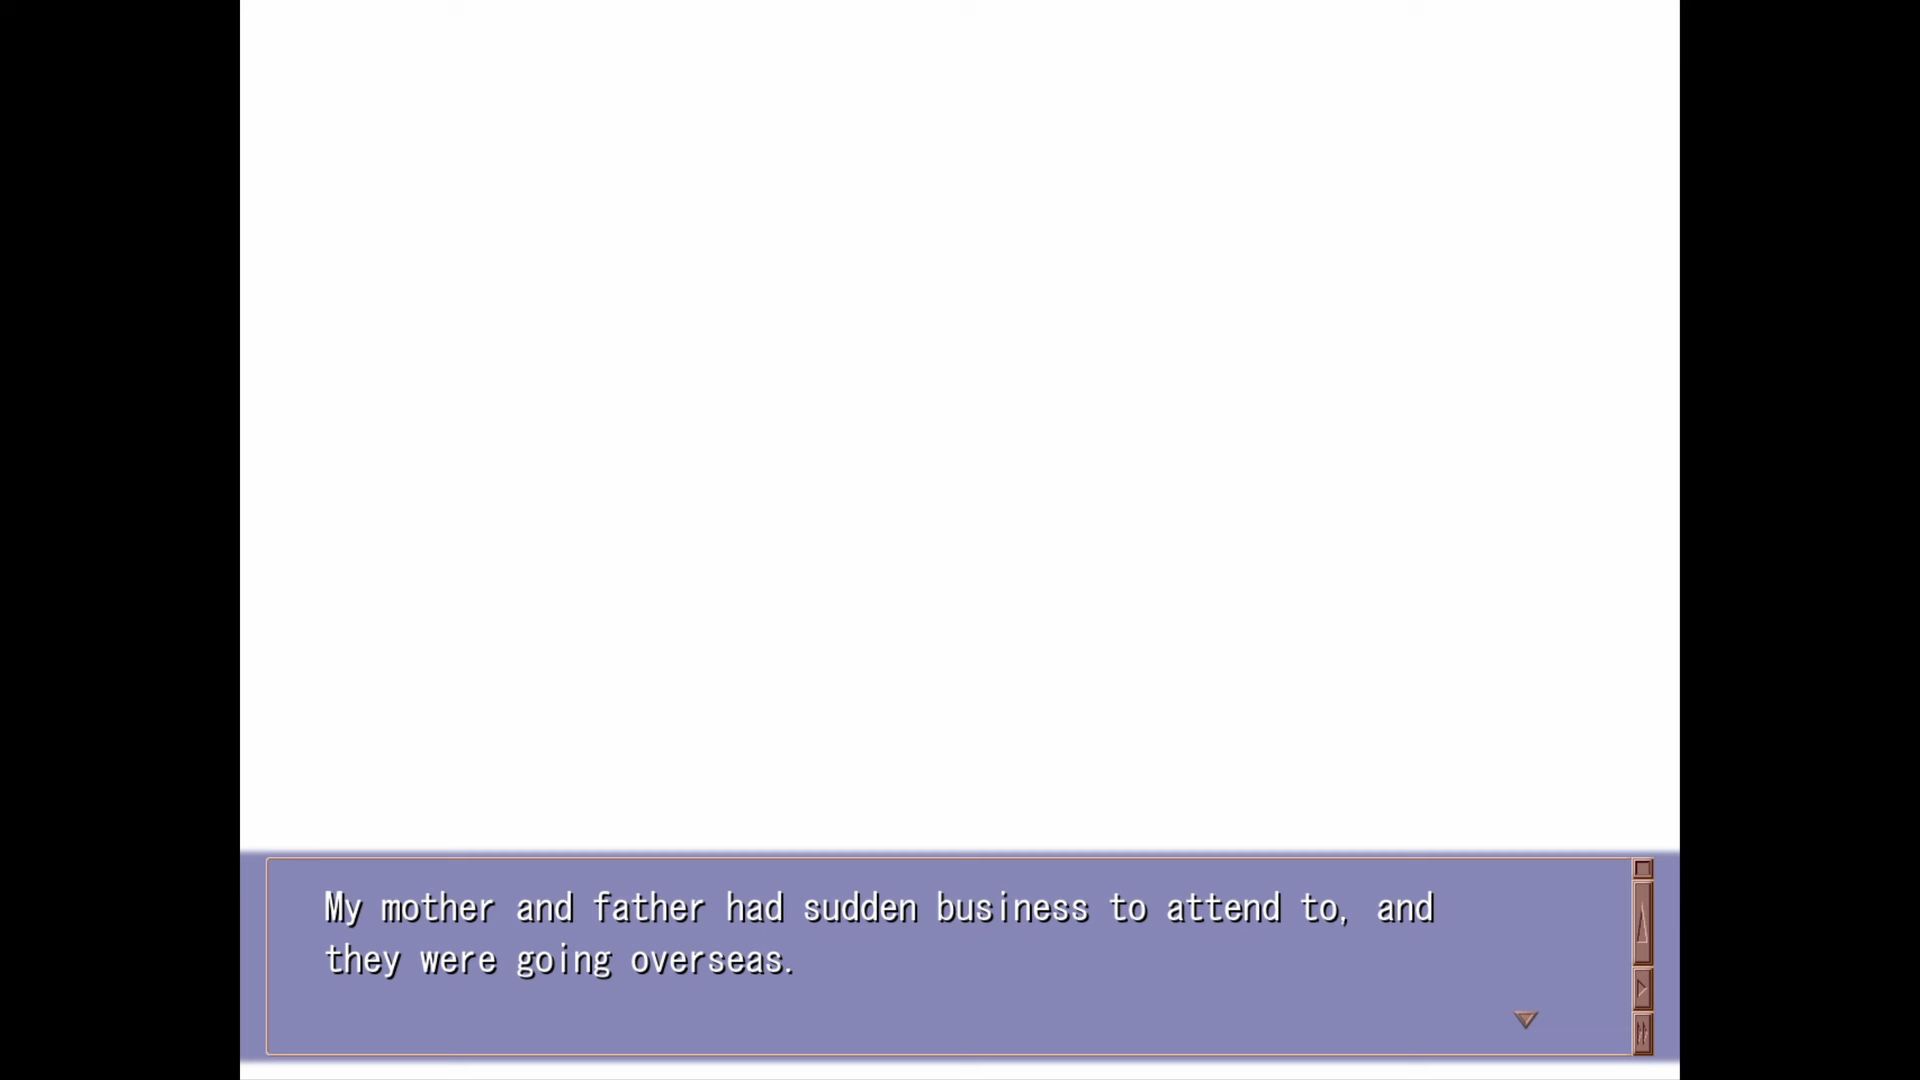 My mother and father had sudden business to attend to, and
they were going overseas.